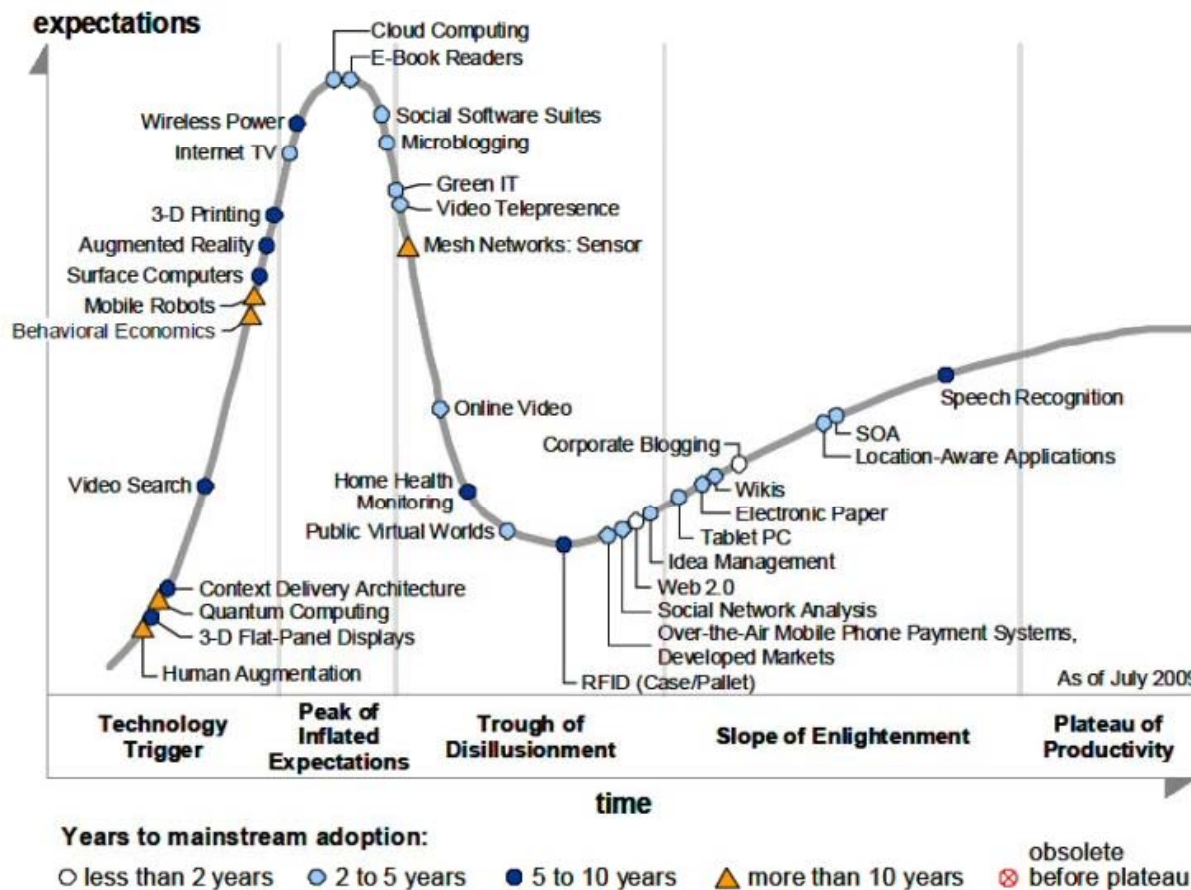 expectations
Cloud Computing
E-Book Readers
Wireless Power
Social Software Suites
Internet TV
Microblogging
Green IT
Video Telepresence
3-D Printing
Augmented Reality
Mesh Networks: Sensor
Surface Computers
Mobile Robots
Behavioral Economics
Online Video
Speech Recognition
Corporate Blogging
SOA
Location-Aware Applications
Video Search
Home Health
Monitoring
Wikis
Electronic Paper
Public Virtual Worlds
Tablet PC
Idea Management
Context Delivery Architecture
Web 2.0
Quantum Computing
Social Network Analysis
3-D Flat-Panel Displays
Over-the-Air Mobile Phone Payment Systems,
Developed Markets
Human Augmentation
RFID (Case/Pallet)
As of July 2009
Technology
Trigger
Peak of
Inflated
Expectations
Trough of
Disillusionment
Slope of Enlightenment
Plateau of
Productivity
time
Years to mainstream adoption:
less than 2 years
2 to 5 years
5 to 10 years
more than 10 years
obsolete
before plateau